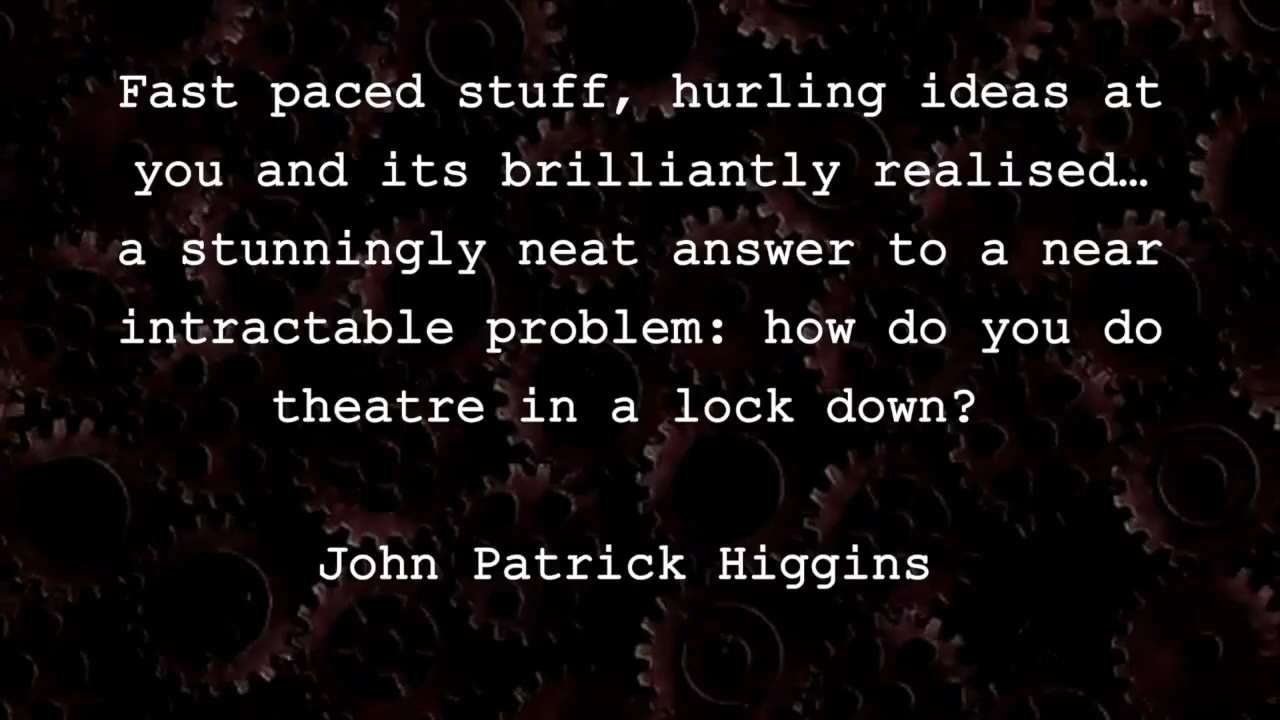 Fast paced stuff, hurling ideas at
you and its brilliantly realised…
a stunningly neat answer to a near
intractable problem: how do you do
theatre in a lock down?
John Patrick Higgins